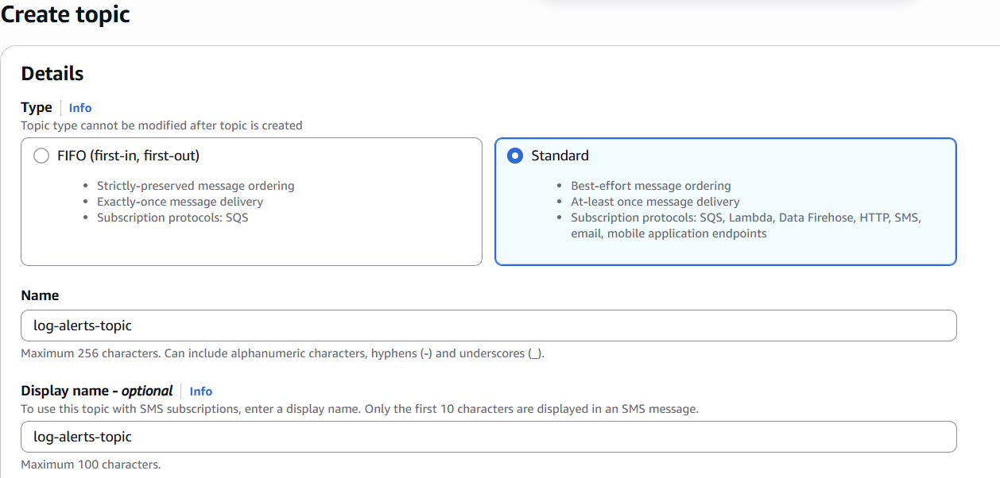 Create topic
Details
Type Info
Topic type cannot be modified after topic is created
FIFO (first-in, first-out)
• Strictly-preserved message ordering
• Exactly-once message delivery
• Subscription protocols: SQS
Standard
• Best-effort message ordering
• At-least once message delivery
• Subscription protocols: SQS, Lambda, Data Firehose, HTTP, SMS,
email, mobile application endpoints
Name
log-alerts-topic
Maximum 256 characters. Can include alphanumeric characters, hyphens (-) and underscores (_).
Display name - optional Info
To use this topic with SMS subscriptions, enter a display name. Only the first 10 characters are displayed in an SMS message.
log-alerts-topic
Maximum 100 characters.